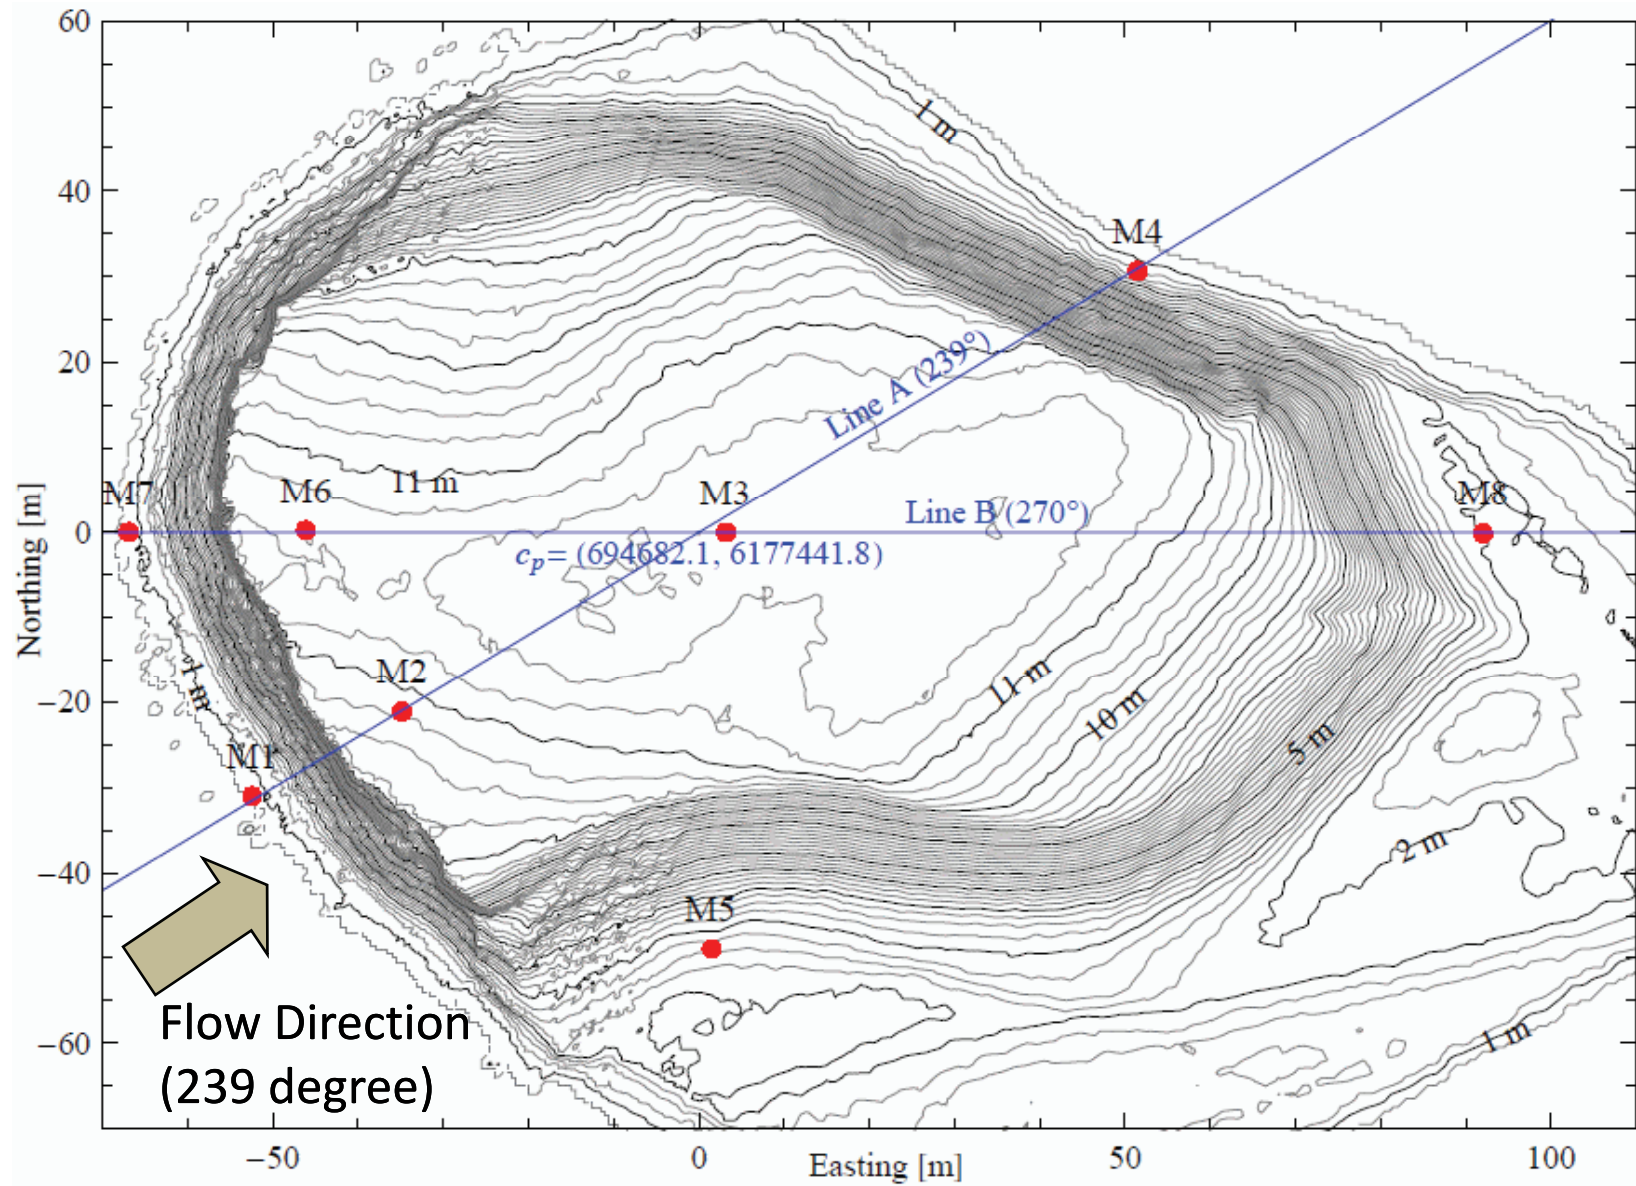 60
1 m
40
M4
Line A (239°)
20
Northing [m]
M7
M6
11 m
M3
Line B (270°)
M8
0
cp= (694682.1, 6177441.8)
M2
1 m
11 m
−20
10 m
M1
5 m
2 m
−40
M5
Flow Direction
(239 degree)
1 m
−60
−50
0
Easting [m]
50
100